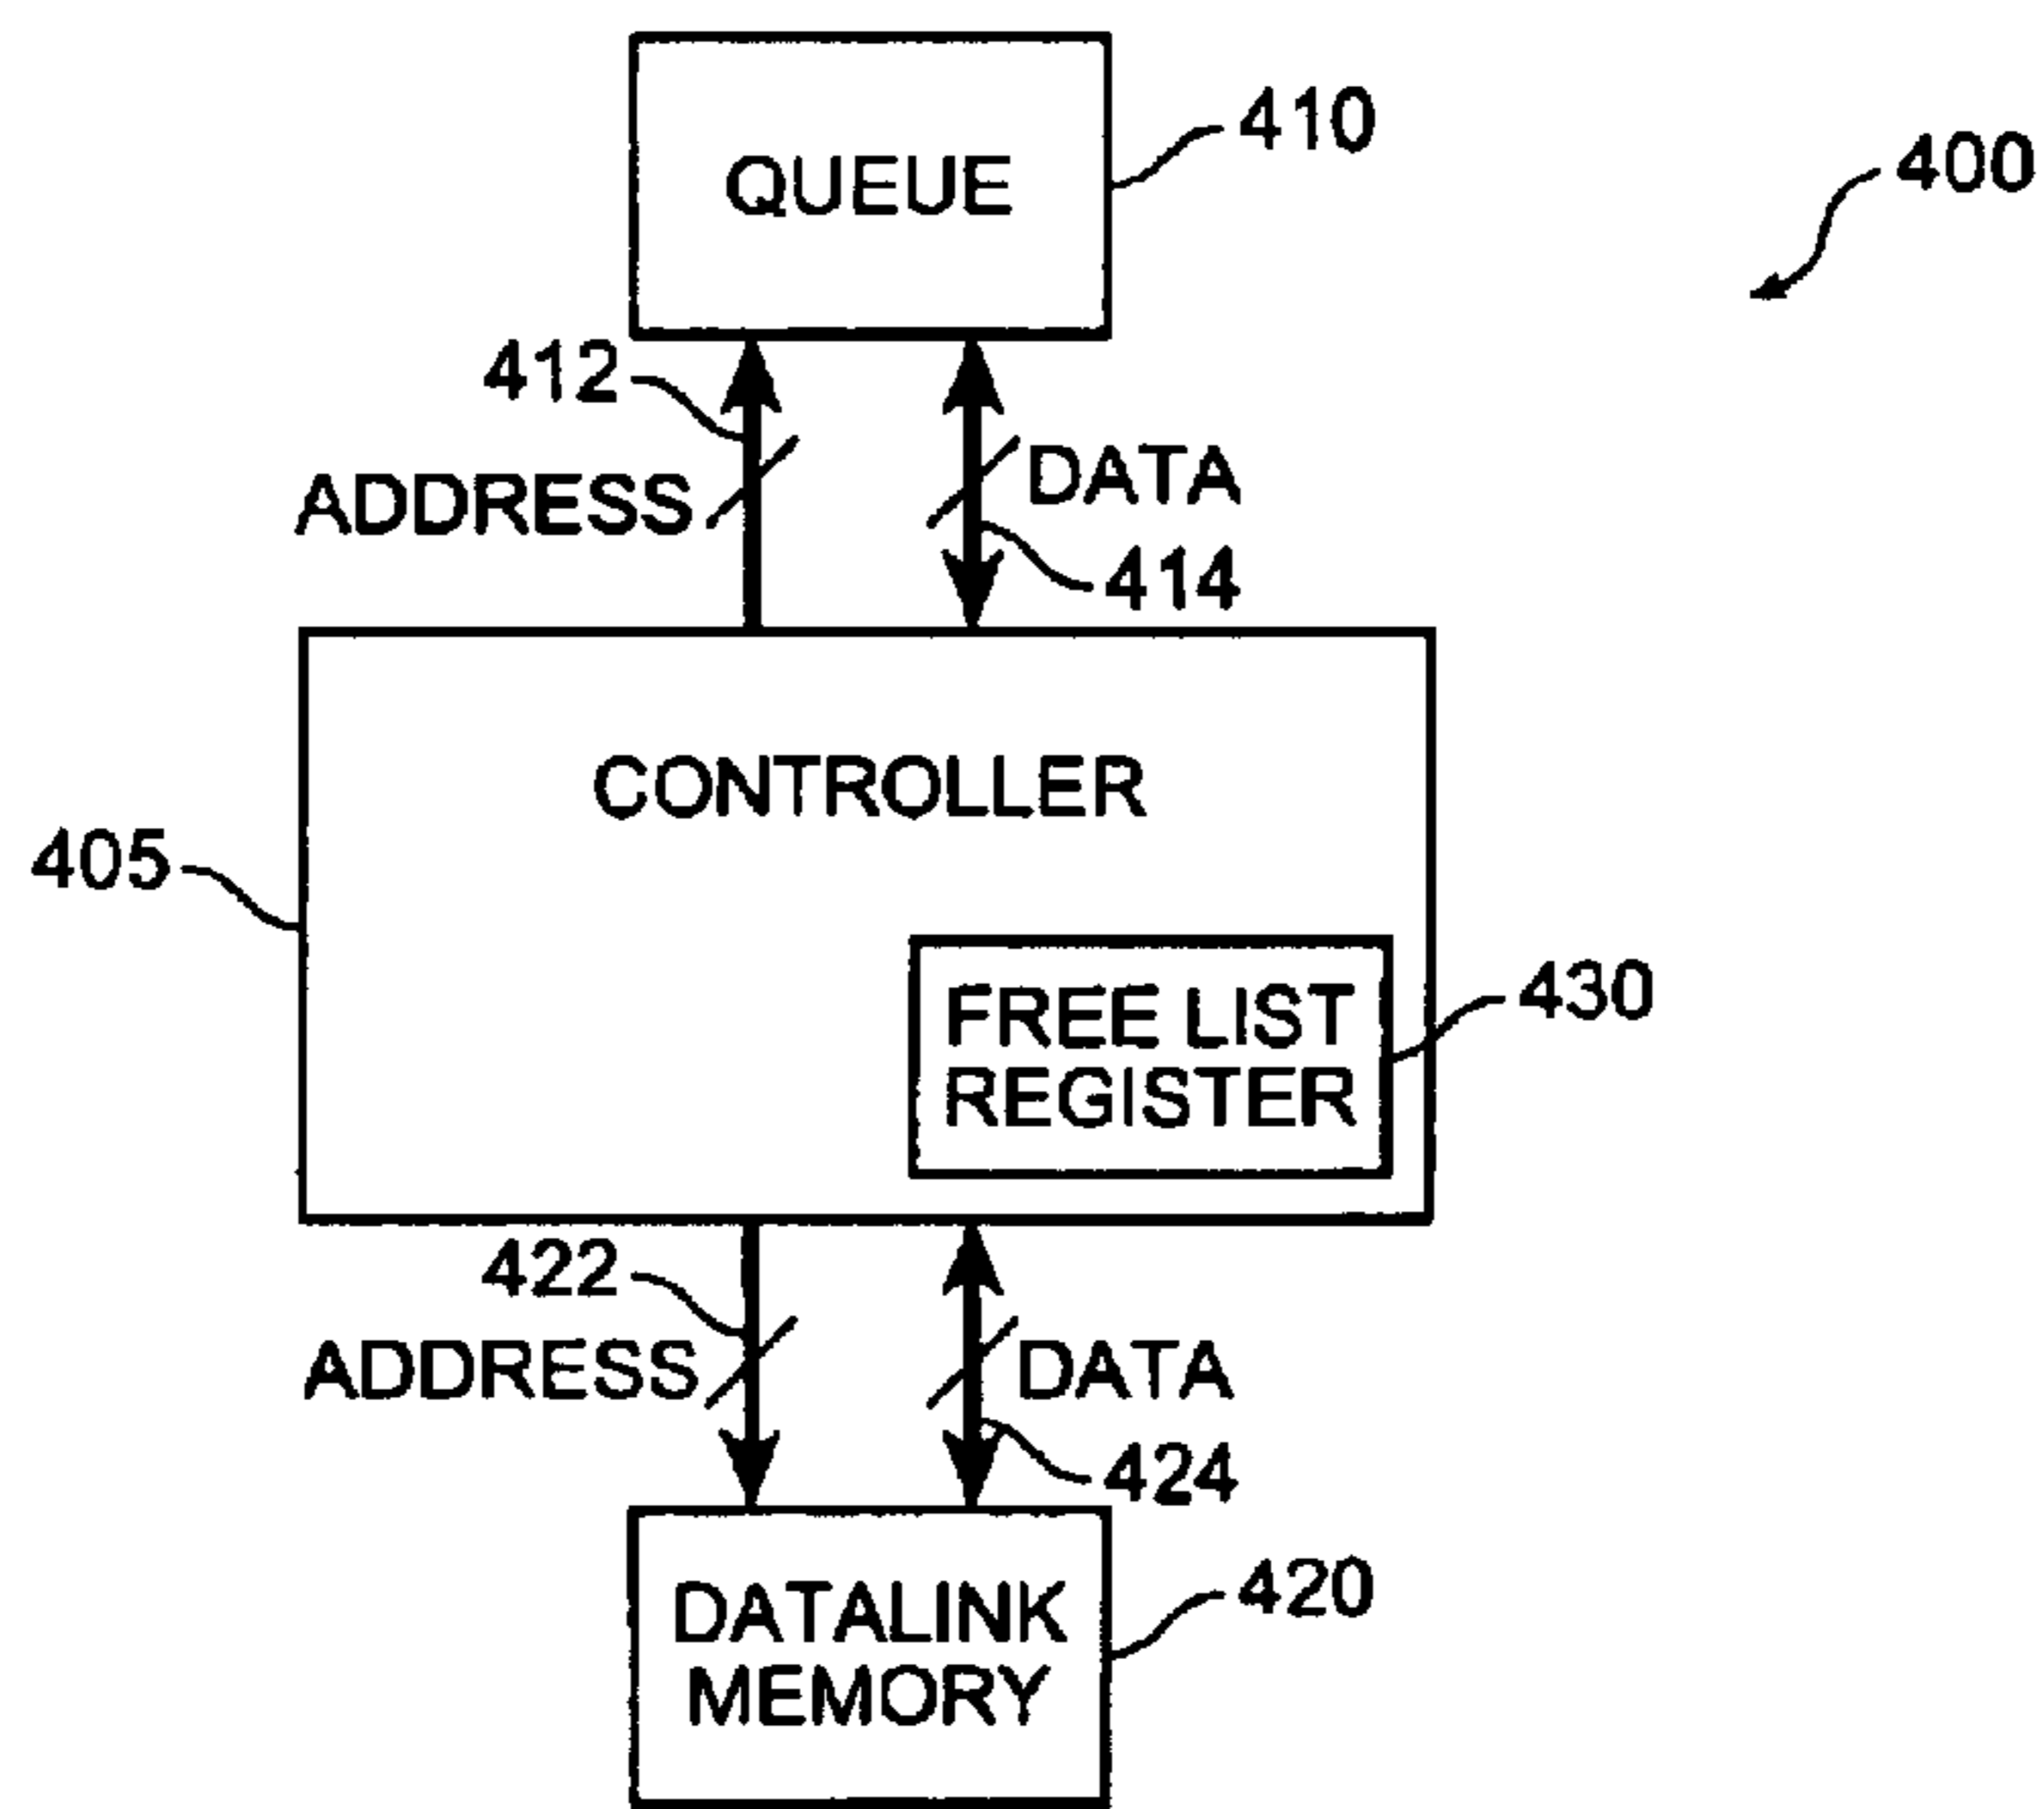 410
400
QUEUE
412
ADDRESS
DATA
414
CONTROLLER
405
FREE LIST
REGISTER
430
422
ADDRESS
DATA
424
420
DATALINK
MEMORY